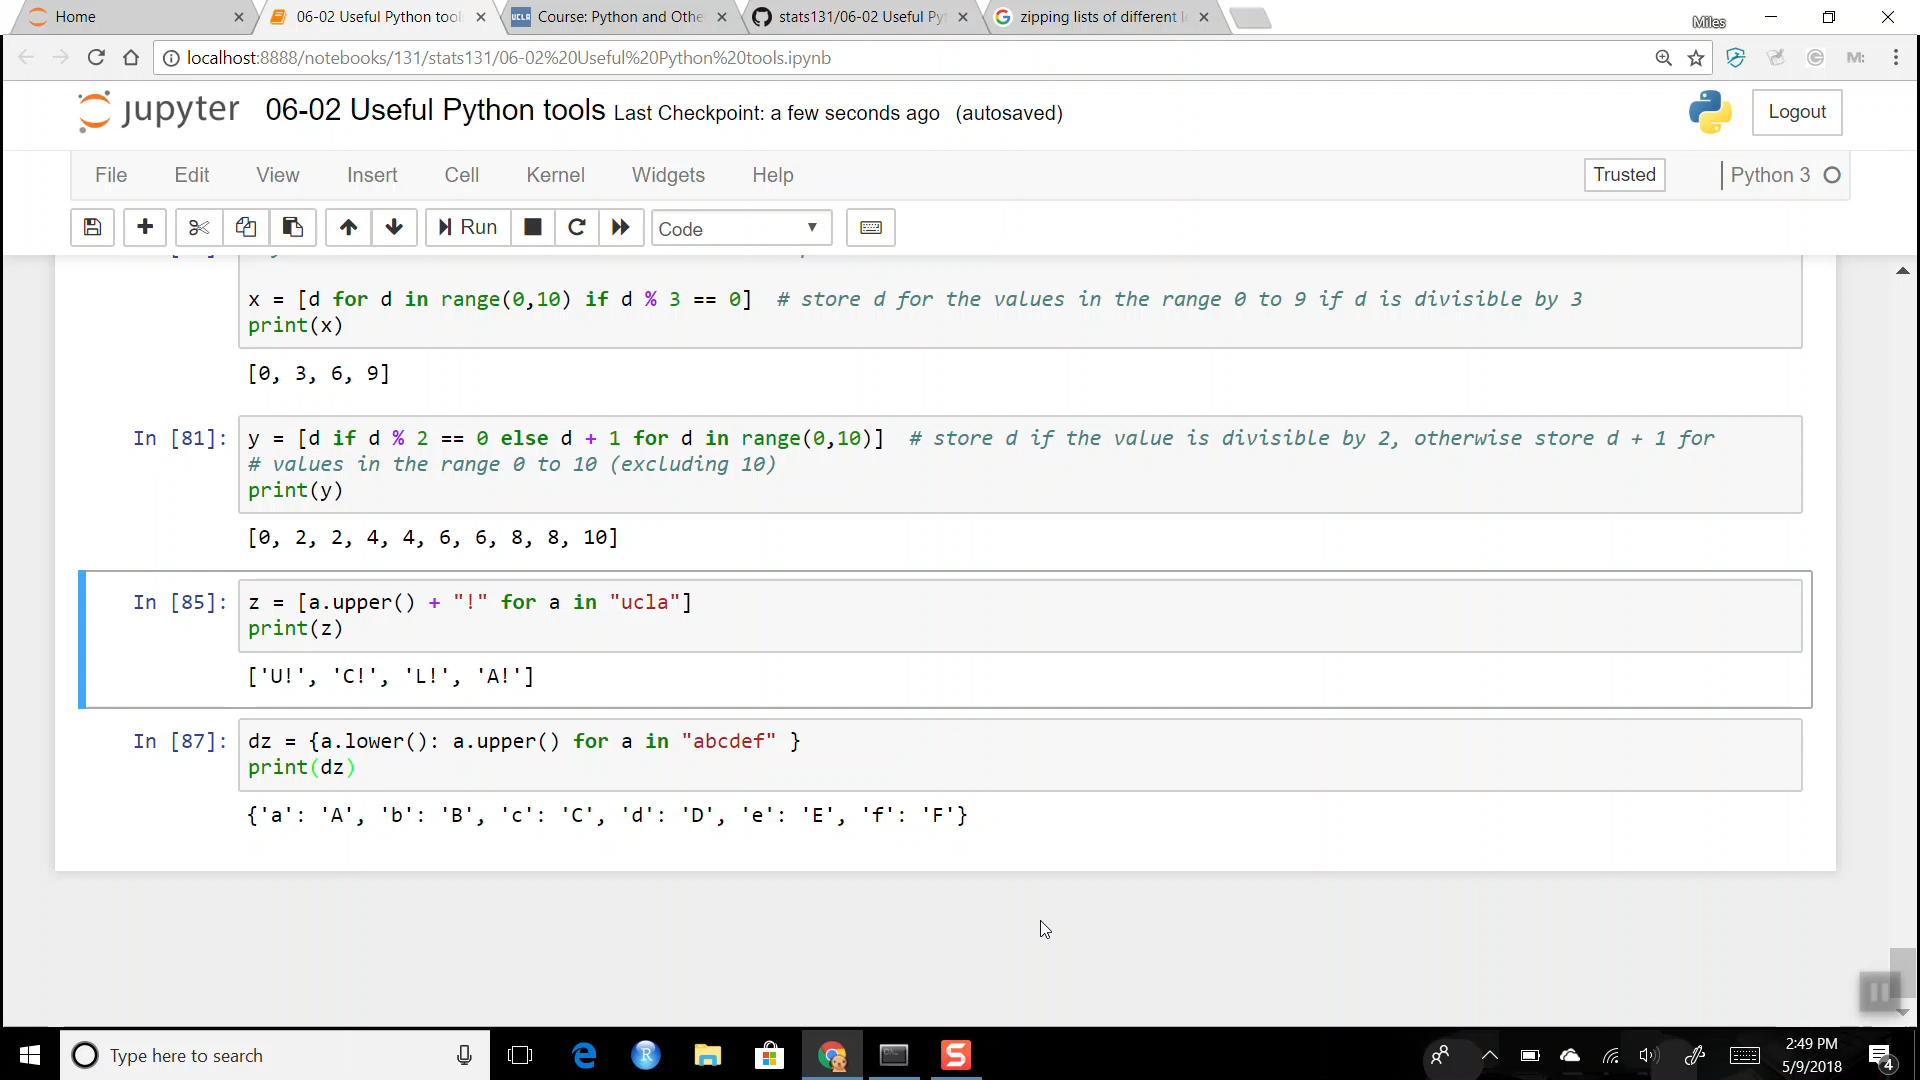 Home
06-02 Useful Python tool
UCLA Course: Python and Othe
stats131/06-02 Useful Py
zipping lists of different l
Miles
localhost:8888/notebooks/131/stats131/06-02%20Useful%20Python%20tools.ipynb
M:
jupyter 06-02 Useful Python tools Last Checkpoint: a few seconds ago (autosaved)
Logout
File Edit View Insert Cell Kernel Widgets Help
Trusted
Python 3
Run
Code
x = [d for d in range(0,10) if d % 3 == 0]  # store d for the values in the range 0 to 9 if d is divisible by 3
print(x)
[0, 3, 6, 9]
In [81]: y = [d if d % 2 == 0 else d + 1 for d in range(0,10)]  # store d if the value is divisible by 2, otherwise store d + 1 for
# values in the range 0 to 10 (excluding 10)
print(y)
[0, 2, 2, 4, 4, 6, 6, 8, 8, 10]
In [85]: z = [a.upper() + "!" for a in "ucla"]
print(z)
['U!', 'C!', 'L!', 'A!']
In [87]: dz = {a.lower(): a.upper() for a in "abcdef" }
print(dz)
{'a': 'A', 'b': 'B', 'c': 'C', 'd': 'D', 'e': 'E', 'f': 'F'}
Type here to search
2:49 PM
5/9/2018
4